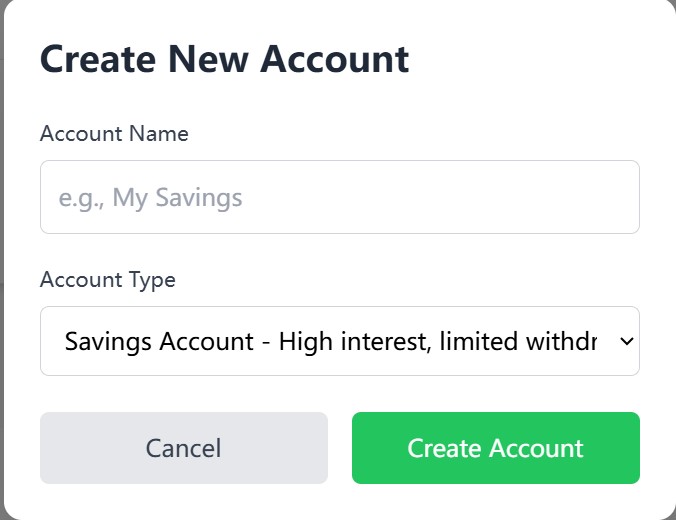 Create New Account
Account Name
e.g., My Savings
Account Type
Savings Account - High interest, limited withdr
Cancel
Create Account